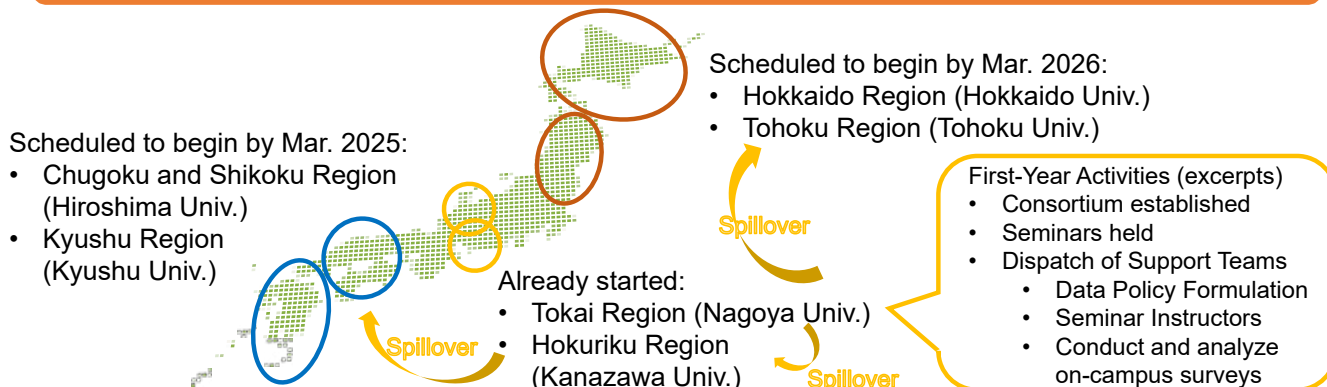 Scheduled to begin by Mar. 2026:
• Hokkaido Region (Hokkaido Univ.)
• Tohoku Region (Tohoku Univ.)
Scheduled to begin by Mar. 2025:
• Chugoku and Shikoku Region
(Hiroshima Univ.)
• Kyushu Region
(Kyushu Univ.)
Already started:
• Tokai Region (Nagoya Univ.)
• Hokuriku Region
(Kanazawa Univ.)
Spillover
Spillover
Spillover
First-Year Activities (excerpts)
• Consortium established
• Seminars held
• Dispatch of Support Teams
• Data Policy Formulation
• Seminar Instructors
• Conduct and analyze
on-campus surveys